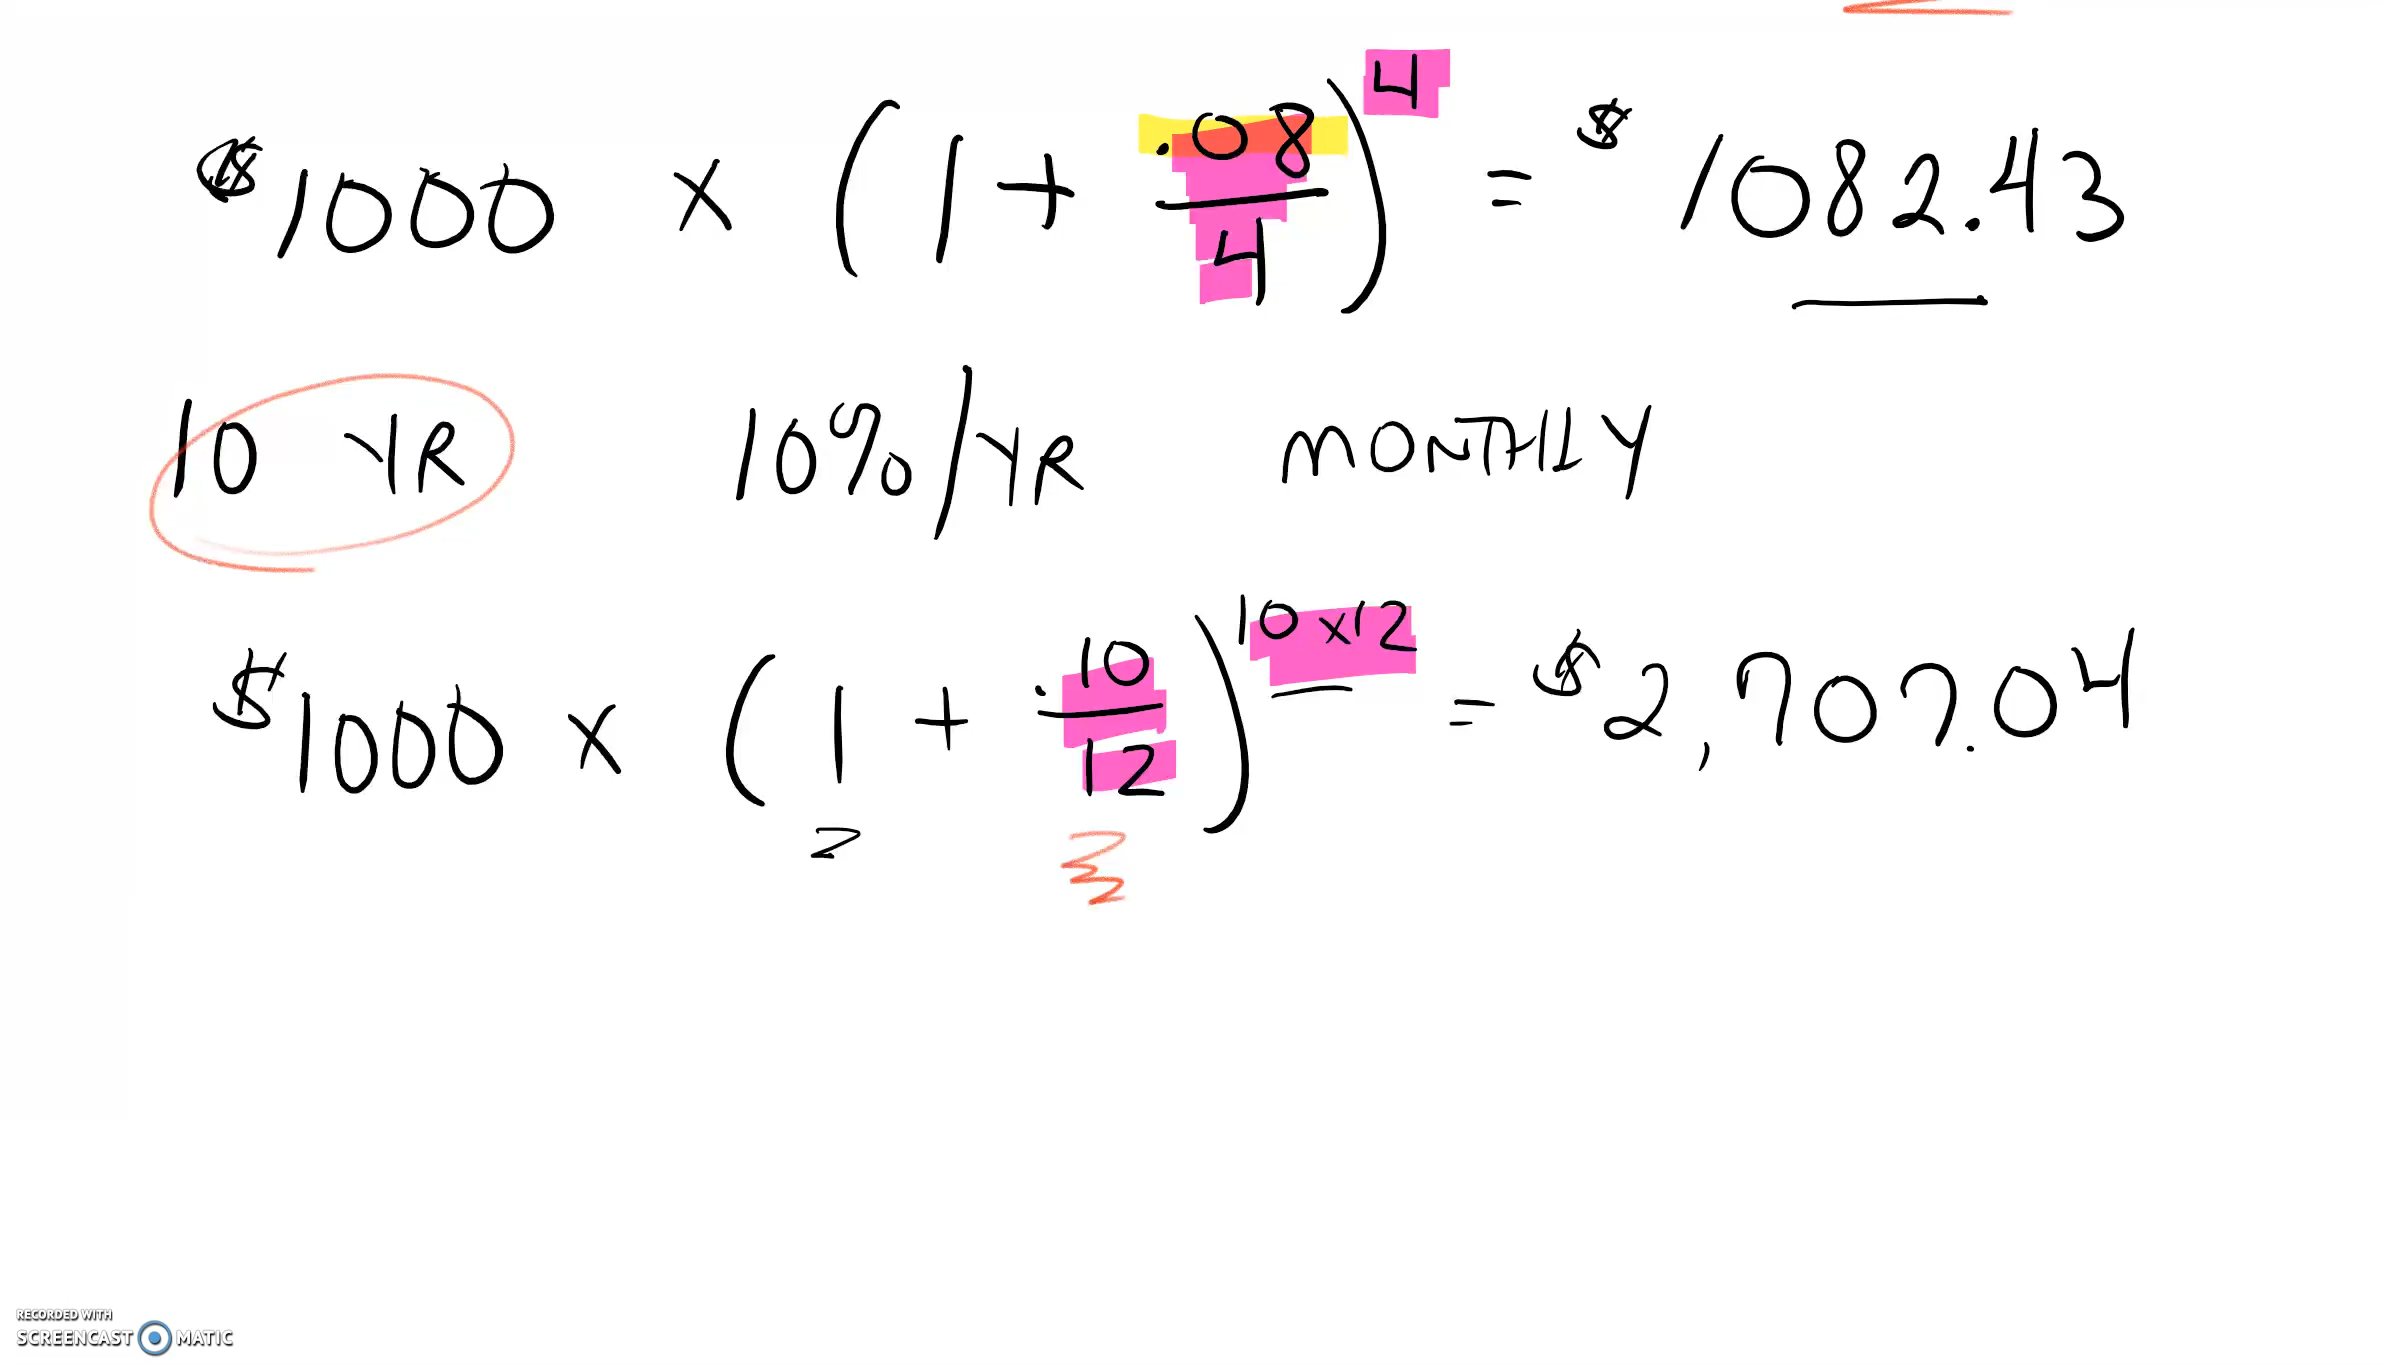 $1000 x (1 + .08/4)^4 = $1082.43
10 YR 10%/YR MONTHLY
$1000 x (1 + .10/12)^10x12 = $2,707.04
RECORDED WITH
SCREENCAST MATIC